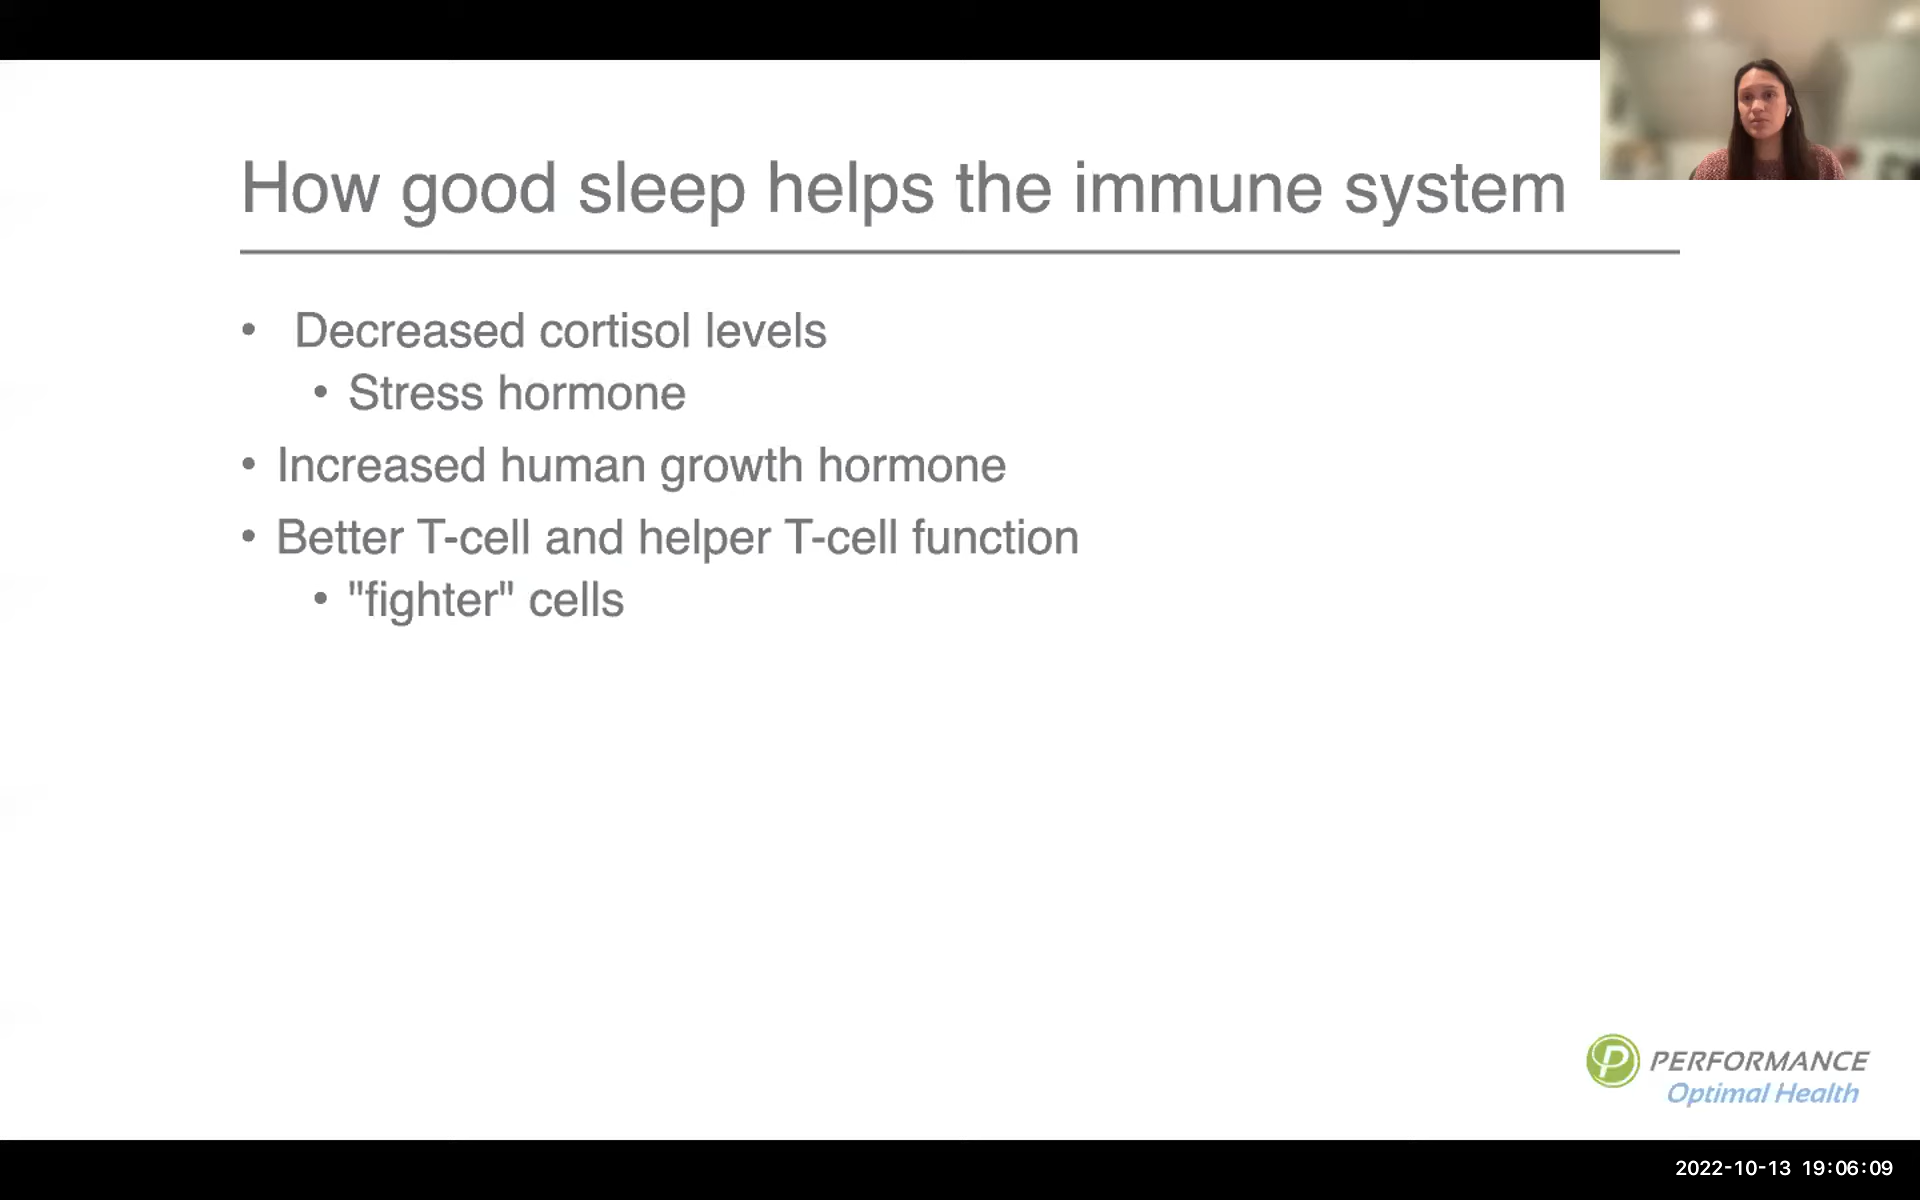 How good sleep helps the immune system
• Decreased cortisol levels
• Stress hormone
• Increased human growth hormone
• Better T-cell and helper T-cell function
• "fighter" cells
P PERFORMANCE
Optimal Health
2022-10-13 19:06:09